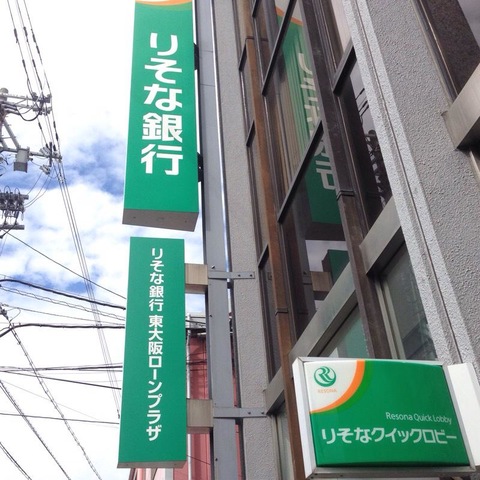 りそな銀行
りそな銀行 東大阪ローンプラザ
RESONA
Resona Quick Lobby
りそなクイックロビー